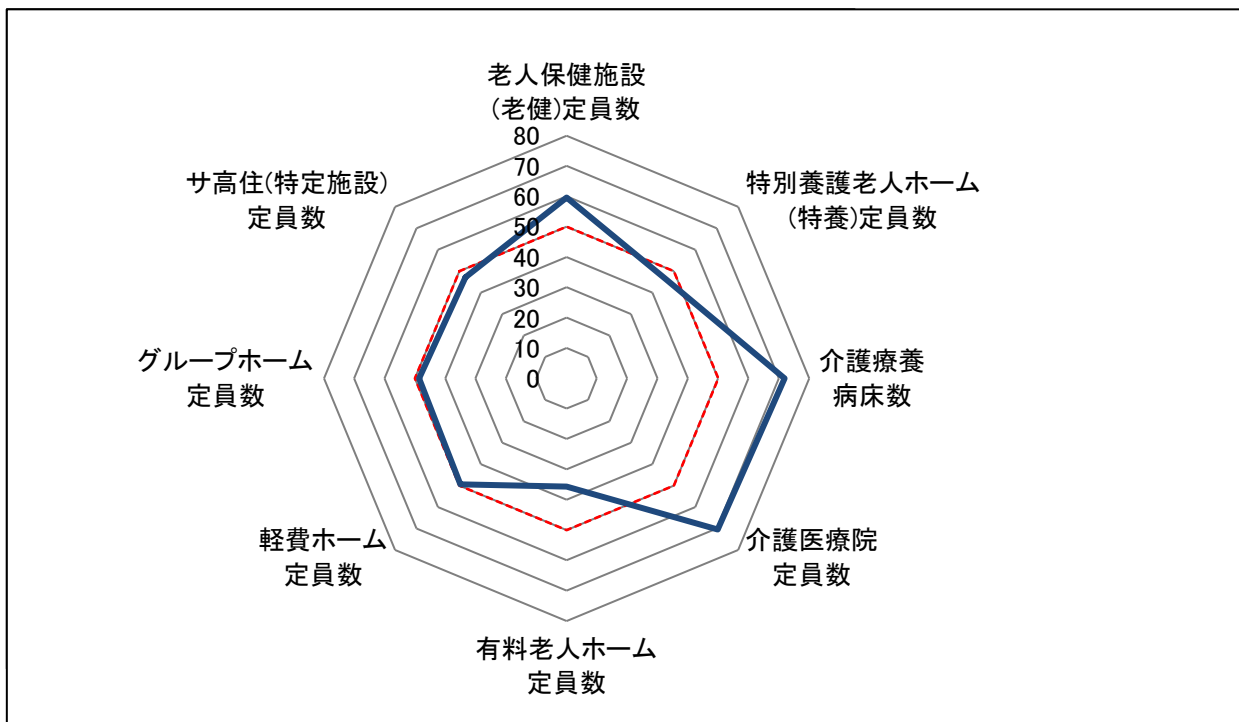 老人保健施設
(老健)定員数
80
70
60
50
40
30
20
10
0
特別養護老人ホーム
(特養)定員数
介護療養
病床数
介護医療院
定員数
有料老人ホーム
定員数
軽費ホーム
定員数
グループホーム
定員数
サ高住(特定施設)
定員数